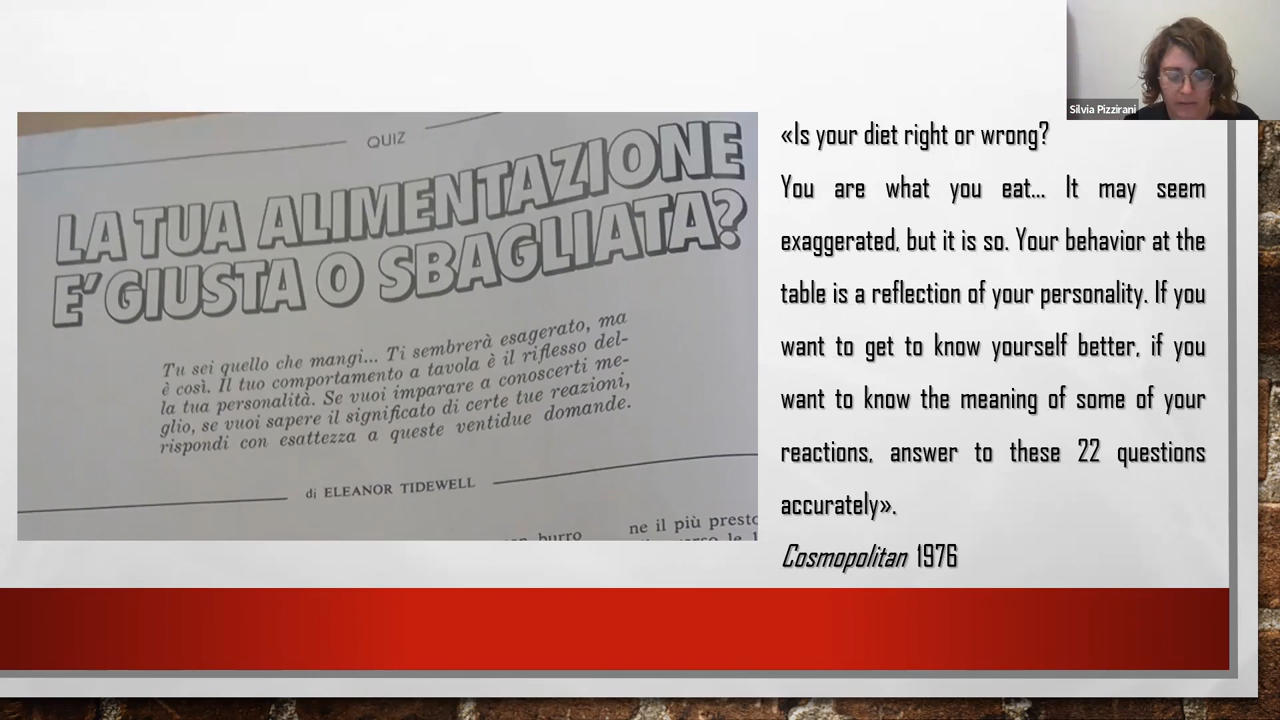 Silvia Pizzirani
QUIZ
LA TUA ALIMENTAZIONE
E' GIUSTA O SBAGLIATA?
Tu sei quello che mangi... Ti sembrerà esagerato, ma
è così. Il tuo comportamento a tavola è il riflesso del-
la tua personalità. Se vuoi imparare a conoscerti me-
glio, se vuoi sapere il significato di certe tue reazioni,
rispondi con esattezza a queste ventidue domande.
di ELEANOR TIDEWELL
burro
ne il più presto
«Is your diet right or wrong?
You are what you eat... It may seem
exaggerated, but it is so. Your behavior at the
table is a reflection of your personality. If you
want to get to know yourself better, if you
want to know the meaning of some of your
reactions, answer to these 22 questions
accurately».
Cosmopolitan 1976